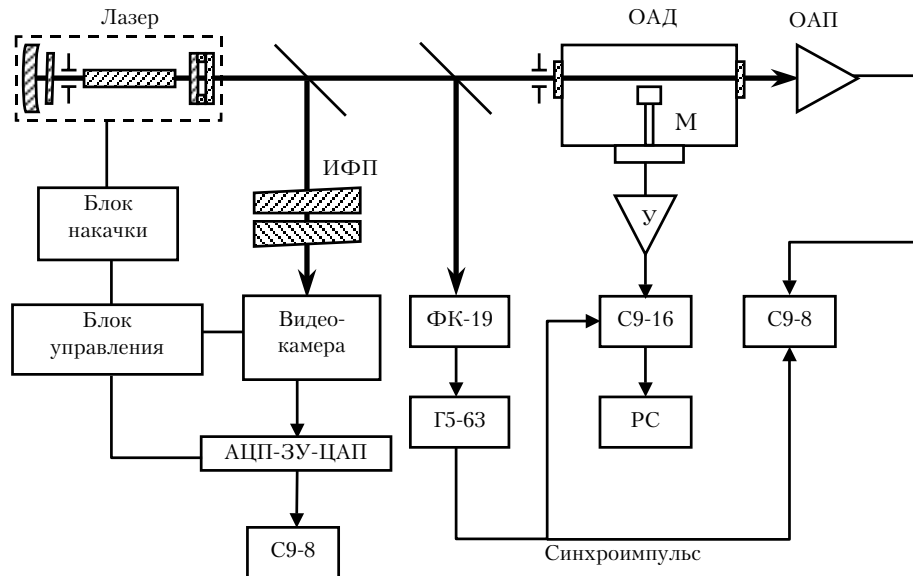 Лазер
ОАД
ОАП
М
ИФП
Блок
накачки
У
Блок
управления
Видео-
камера
ФК-19
С9-16
С9-8
Г5-63
РС
АЦП-ЗУ-ЦАП
С9-8
Синхроимпульс